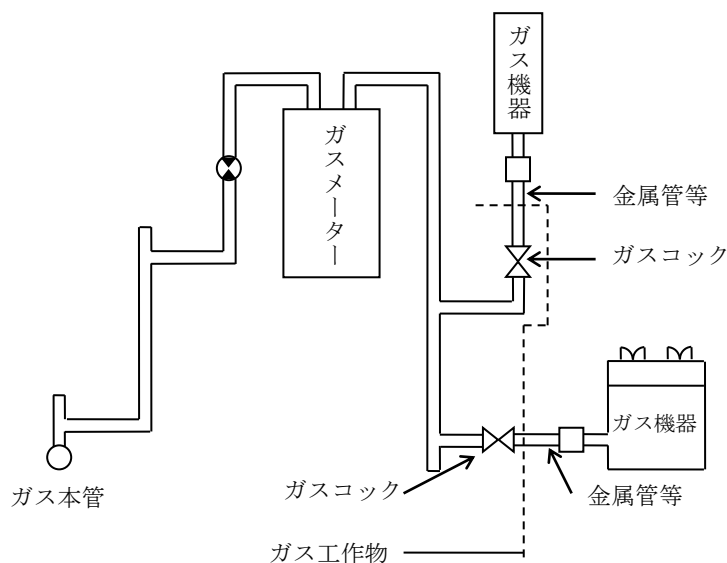 ガス機器
ガスメーター
金属管等
ガスコック
ガス機器
ガス本管
ガスコック
金属管等
ガス工作物